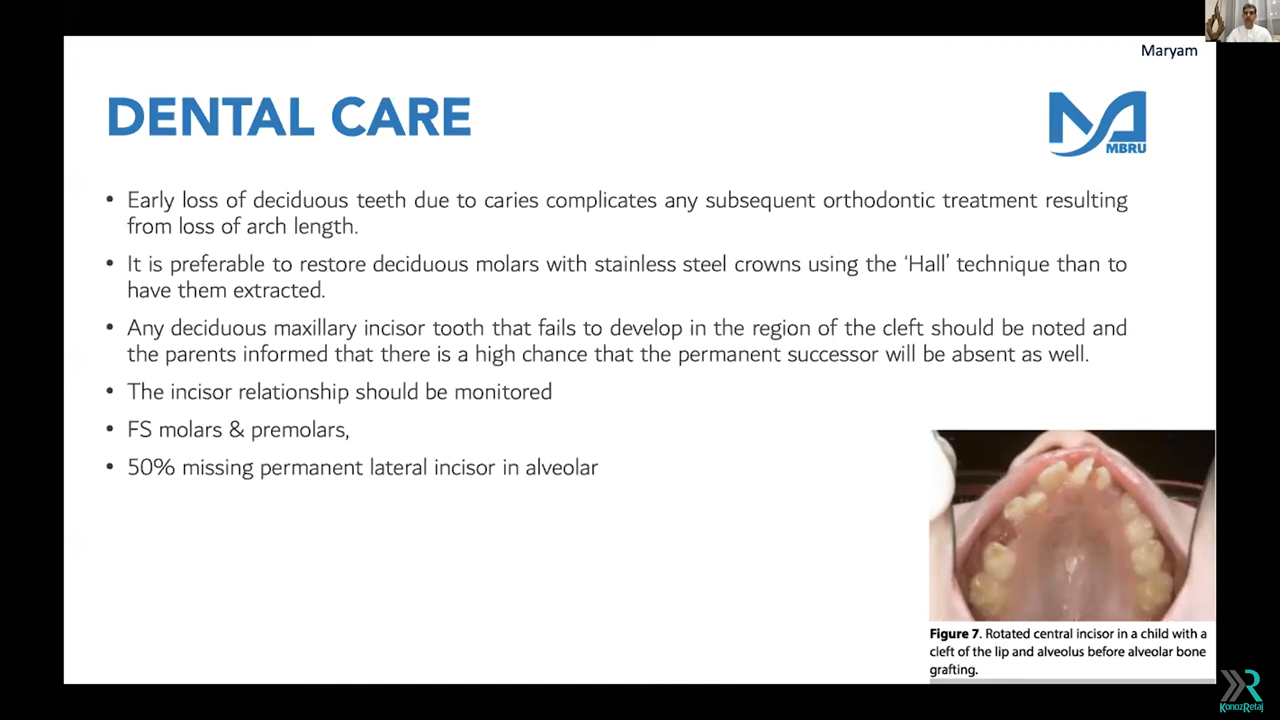 Maryam
DENTAL CARE
MBRU
• Early loss of deciduous teeth due to caries complicates any subsequent orthodontic treatment resulting
from loss of arch length.
• It is preferable to restore deciduous molars with stainless steel crowns using the ‘Hall’ technique than to
have them extracted.
• Any deciduous maxillary incisor tooth that fails to develop in the region of the cleft should be noted and
the parents informed that there is a high chance that the permanent successor will be absent as well.
• The incisor relationship should be monitored
• FS molars & premolars,
• 50% missing permanent lateral incisor in alveolar
Figure 7. Rotated central incisor in a child with a
cleft of the lip and alveolus before alveolar bone
grafting.
KonozRetaj